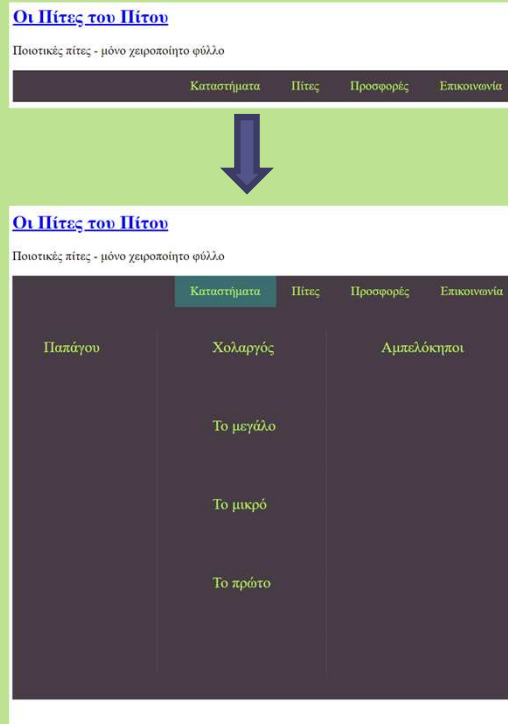 Οι Πίτες του Πίτου
Ποιοτικές πίτες - μόνο χειροποίητο φύλλο
Καταστήματα Πίτες Προσφορές Επικοινωνία
Οι Πίτες του Πίτου
Ποιοτικές πίτες - μόνο χειροποίητο φύλλο
Καταστήματα Πίτες Προσφορές Επικοινωνία
Παπάγου Χολαργός Αμπελόκηποι
Το μεγάλο
Το μικρό
Το πρώτο